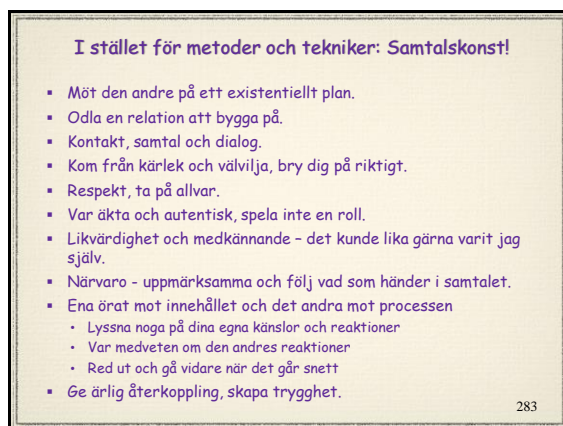 I stället för metoder och tekniker: Samtalskonst!
▪ Möt den andre på ett existentiellt plan.
▪ Odla en relation att bygga på.
▪ Kontakt, samtal och dialog.
▪ Kom från kärlek och välvilja, bry dig på riktigt.
▪ Respekt, ta på allvar.
▪ Var äkta och autentisk, spela inte en roll.
▪ Likvärdighet och medkännande – det kunde lika gärna varit jag
själv.
▪ Närvaro - uppmärksamma och följ vad som händer i samtalet.
▪ Ena örat mot innehållet och det andra mot processen
• Lyssna noga på dina egna känslor och reaktioner
• Var medveten om den andres reaktioner
• Red ut och gå vidare när det går snett
▪ Ge ärlig återkoppling, skapa trygghet.
283